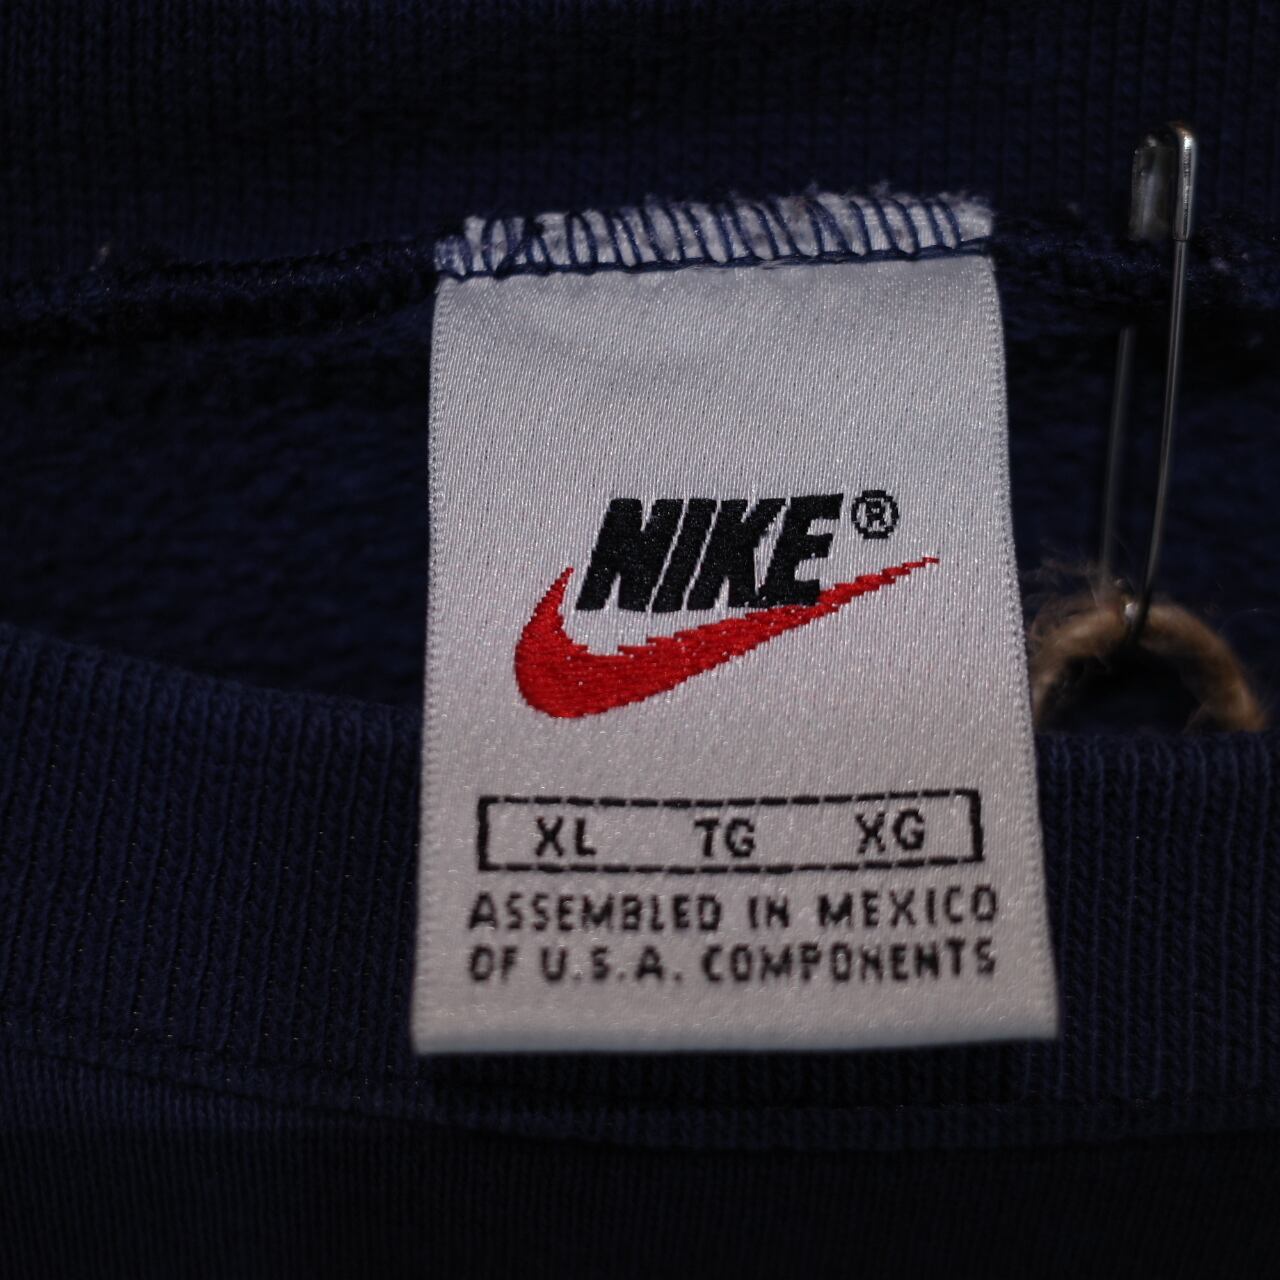 NIKE®
XL TG XG
ASSEMBLED IN MEXICO
OF U.S.A. COMPONENTS